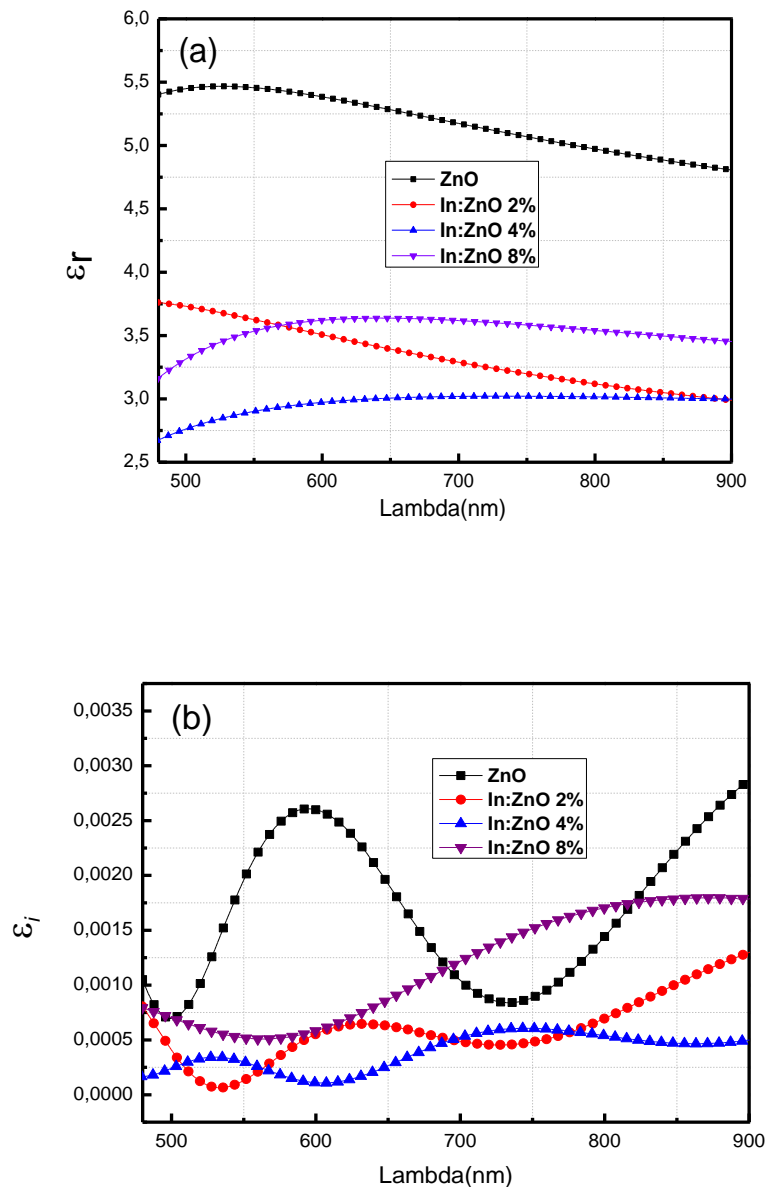 (a)
6,0
5,5
5,0
4,5
4,0
3,5
3,0
2,5
εr
ZnO
In:ZnO 2%
In:ZnO 4%
In:ZnO 8%
500 600 700 800 900
Lambda(nm)
(b)
0,0035
0,0030
0,0025
0,0020
0,0015
0,0010
0,0005
0,0000
εi
ZnO
In:ZnO 2%
In:ZnO 4%
In:ZnO 8%
500 600 700 800 900
Lambda(nm)